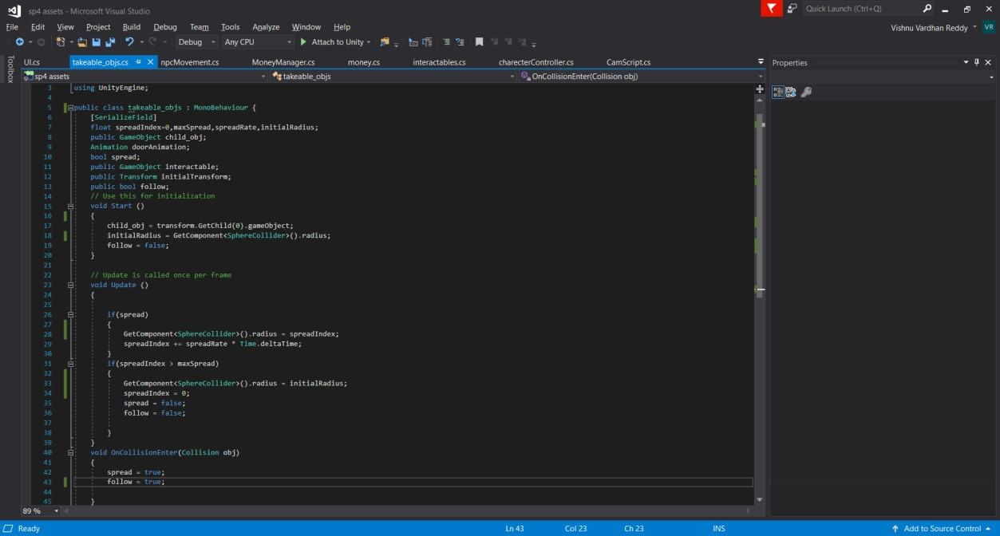 sp4 assets - Microsoft Visual Studio
Quick Launch (Ctrl+Q)
File Edit View Project Build Debug Team Tools Analyze Window Help
Vishnu Vardhan Reddy VR
Debug Any CPU Attach to Unity
Toolbox
UI.cs takeable_objs.cs npcMovement.cs MoneyManager.cs money.cs interactables.cs charecterController.cs CamScript.cs
Properties
sp4 assets takeable_objs OnCollisionEnter(Collision obj)
3 using UnityEngine;
4
5 public class takeable_objs : MonoBehaviour {
6 [SerializeField]
7 float spreadIndex=0,maxSpread,spreadRate,initialRadius;
8 public GameObject child_obj;
9 Animation doorAnimation;
10 bool spread;
11 public GameObject interactable;
12 public Transform initialTransform;
13 public bool follow;
14 // Use this for initialization
15 void Start ()
16 {
17 child_obj = transform.GetChild(0).gameObject;
18 initialRadius = GetComponent<SphereCollider>().radius;
19 follow = false;
20 }
21
22 // Update is called once per frame
23 void Update ()
24 {
25
26 if(spread)
27 {
28 GetComponent<SphereCollider>().radius = spreadIndex;
29 spreadIndex += spreadRate * Time.deltaTime;
30 }
31 if(spreadIndex > maxSpread)
32 {
33 GetComponent<SphereCollider>().radius = initialRadius;
34 spreadIndex = 0;
35 spread = false;
36 follow = false;
37
38 }
39 }
40 void OnCollisionEnter(Collision obj)
41 {
42 spread = true;
43 follow = true;
44
45 }
89 %
Ready Ln 43 Col 23 Ch 23 INS Add to Source Control